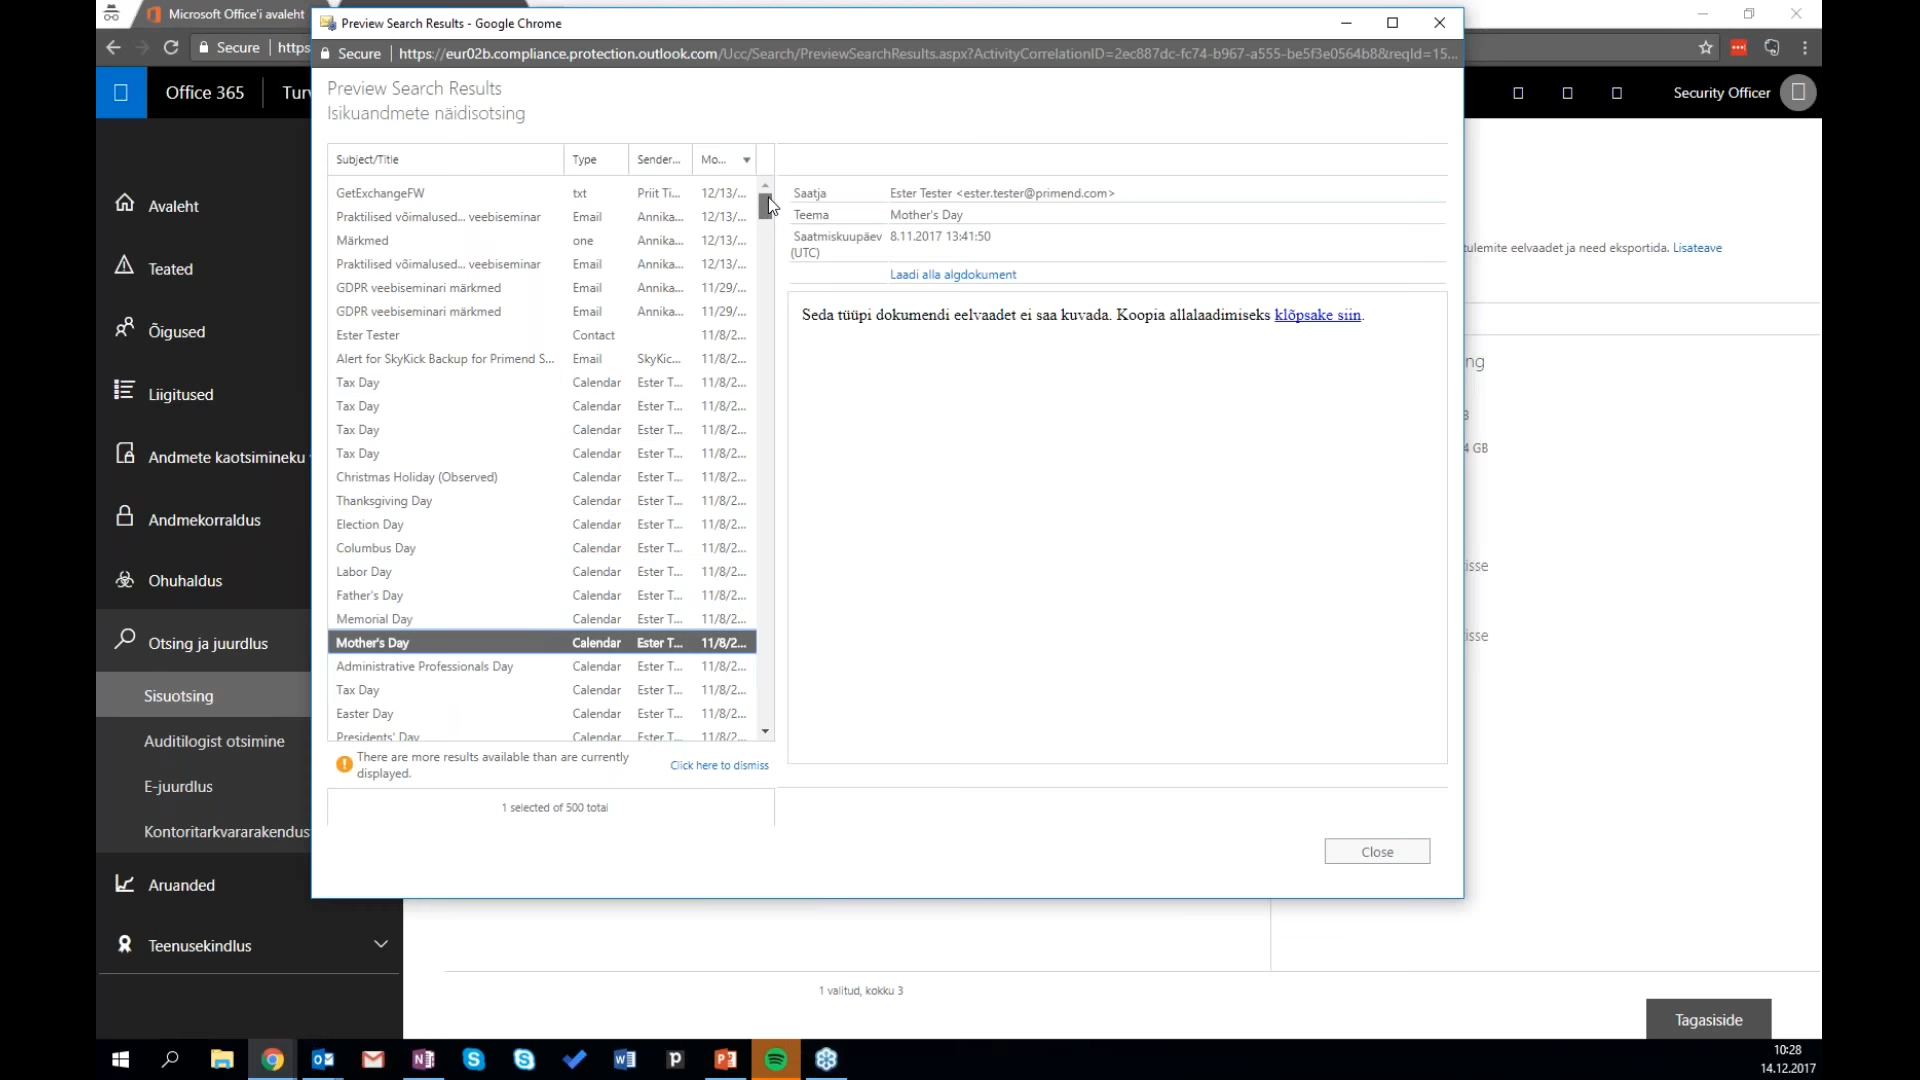 Microsoft Office'i avaleht
Preview Search Results - Google Chrome
Secure https
Secure https://eur02b.compliance.protection.outlook.com/Ucc/Search/PreviewSearchResults.aspx?ActivityCorrelationID=2ec887dc-fc74-b967-a555-be5f3e0564b8&reqId=15...
Office 365
Security Officer
Preview Search Results
Isikuandmete näidisotsing
Subject/Title Type Sender... Mo...
GetExchangeFW txt Priit Ti... 12/13/...
Praktilised võimalused... veebiseminar Email Annika... 12/13/...
Märkmed one Annika... 12/13/...
Praktilised võimalused... veebiseminar Email Annika... 12/13/...
GDPR veebiseminari märkmed Email Annika... 11/29/...
GDPR veebiseminari märkmed Email Annika... 11/29/...
Ester Tester Contact 11/8/2...
Alert for SkyKick Backup for Primend S... Email SkyKic... 11/8/2...
Tax Day Calendar Ester T... 11/8/2...
Tax Day Calendar Ester T... 11/8/2...
Tax Day Calendar Ester T... 11/8/2...
Tax Day Calendar Ester T... 11/8/2...
Christmas Holiday (Observed) Calendar Ester T... 11/8/2...
Thanksgiving Day Calendar Ester T... 11/8/2...
Election Day Calendar Ester T... 11/8/2...
Columbus Day Calendar Ester T... 11/8/2...
Labor Day Calendar Ester T... 11/8/2...
Father's Day Calendar Ester T... 11/8/2...
Memorial Day Calendar Ester T... 11/8/2...
Mother's Day Calendar Ester T... 11/8/2...
Administrative Professionals Day Calendar Ester T... 11/8/2...
Tax Day Calendar Ester T... 11/8/2...
Easter Day Calendar Ester T... 11/8/2...
Presidents' Day Calendar Ester T... 11/8/2...
There are more results available than are currently
displayed.
Click here to dismiss
1 selected of 500 total
Saatja Ester Tester <ester.tester@primend.com>
Teema Mother's Day
Saatmiskuupäev 8.11.2017 13:41:50
(UTC)
Laadi alla algdokument
Seda tüüpi dokumendi eelvaadet ei saa kuvada. Koopia allalaadimiseks klõpsake siin.
Close
Avaleht
Teated
Õigused
Liigitused
Andmete kaotsimineku
Andmekorraldus
Ohuhaldus
Otsing ja juurdlus
Sisuotsing
Auditilogist otsimine
E-juurdlus
Kontoritarkvararakendus
Aruanded
Teenusekindlus
tulemite eelvaadet ja need eksportida. Lisateave
ng
4 GB
isse
isse
1 valitud, kokku 3
Tagasiside
10:28
14.12.2017